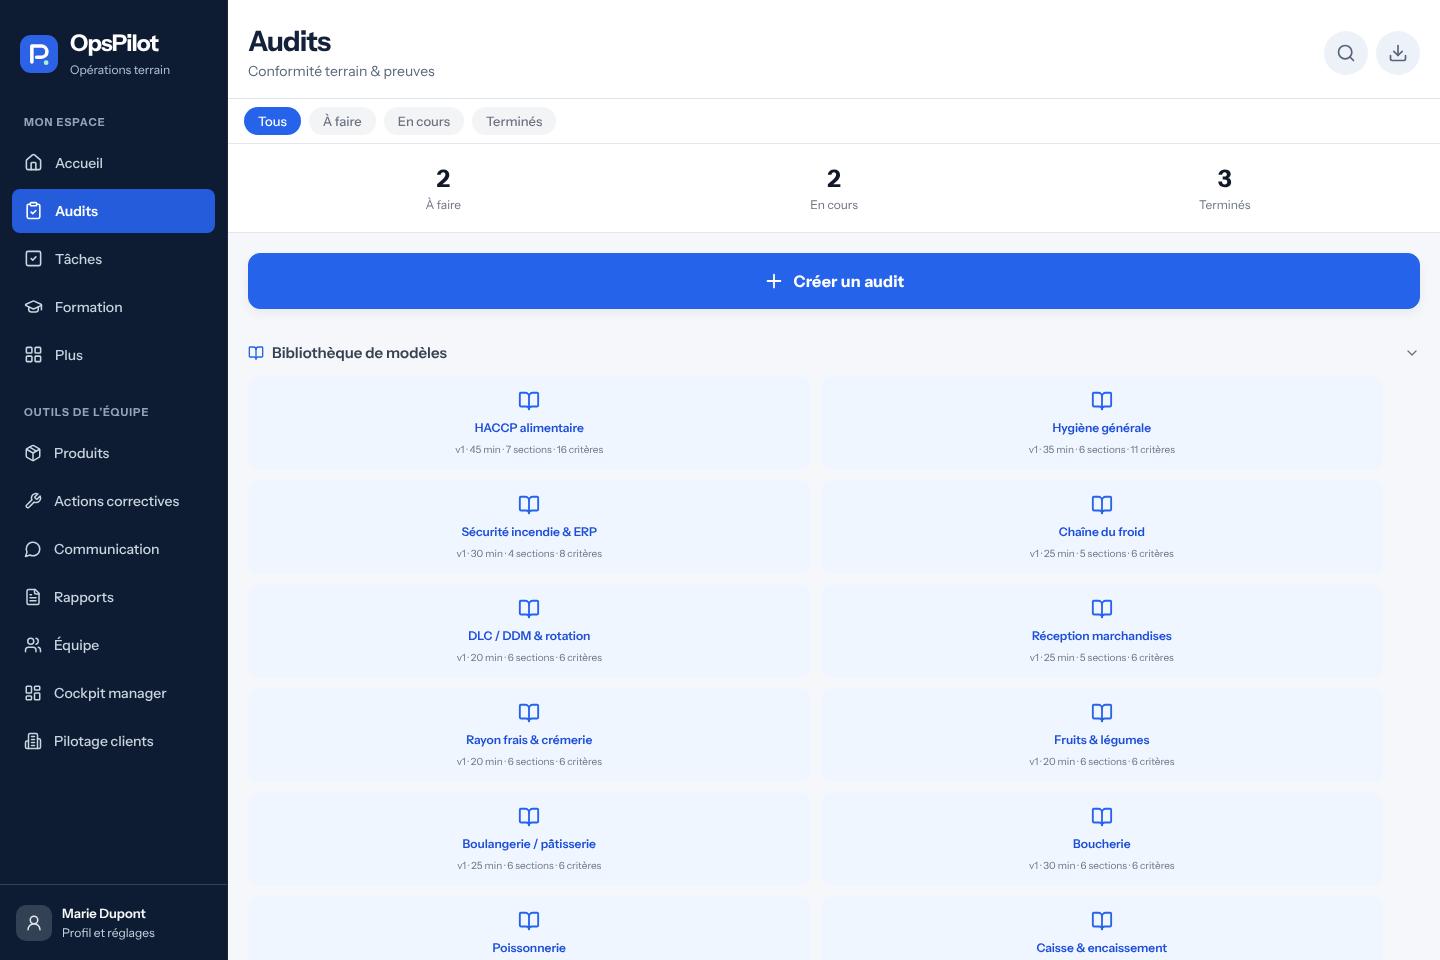 OpsPilot
Opérations terrain
MON ESPACE
Accueil
Audits
Tâches
Formation
Plus
OUTILS DE L'ÉQUIPE
Produits
Actions correctives
Communication
Rapports
Équipe
Cockpit manager
Pilotage clients
Marie Dupont
Profil et réglages
Audits
Conformité terrain & preuves
Tous
À faire
En cours
Terminés
2
À faire
2
En cours
3
Terminés
Créer un audit
Bibliothèque de modèles
HACCP alimentaire
v1 · 45 min · 7 sections · 16 critères
Hygiène générale
v1 · 35 min · 6 sections · 11 critères
Sécurité incendie & ERP
v1 · 30 min · 4 sections · 8 critères
Chaîne du froid
v1 · 25 min · 5 sections · 6 critères
DLC / DDM & rotation
v1 · 20 min · 6 sections · 6 critères
Réception marchandises
v1 · 25 min · 5 sections · 6 critères
Rayon frais & crémerie
v1 · 20 min · 6 sections · 6 critères
Fruits & légumes
v1 · 20 min · 6 sections · 6 critères
Boulangerie / pâtisserie
v1 · 25 min · 6 sections · 6 critères
Boucherie
v1 · 30 min · 6 sections · 6 critères
Poissonnerie
Caisse & encaissement